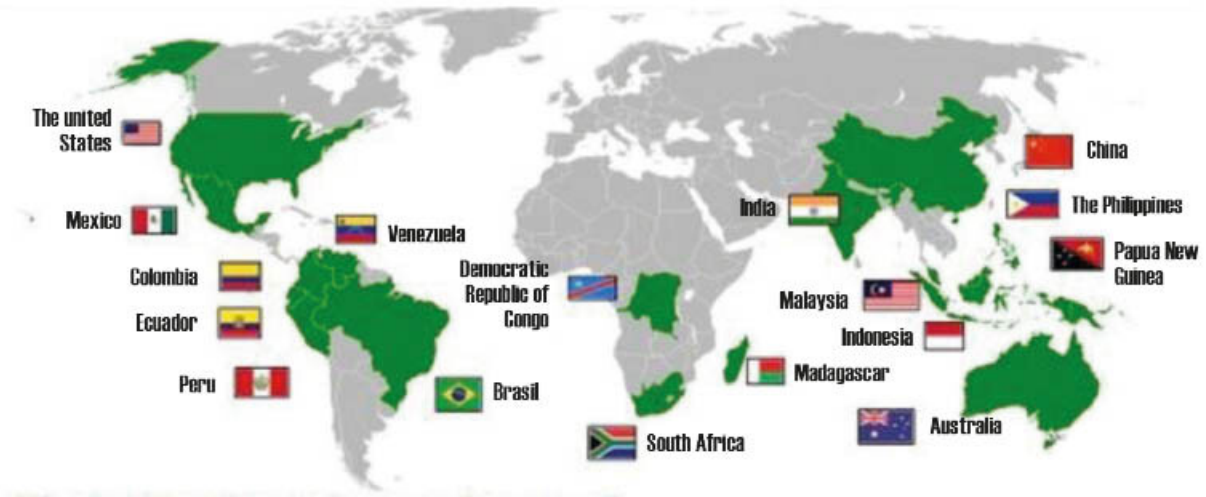 The united
States
China
Mexico
India
The Philippines
Venezuela
Papua New
Guinea
Colombia
Democratic
Republic of
Congo
Malaysia
Ecuador
Indonesia
Peru
Madagascar
Brasil
Australia
South Africa